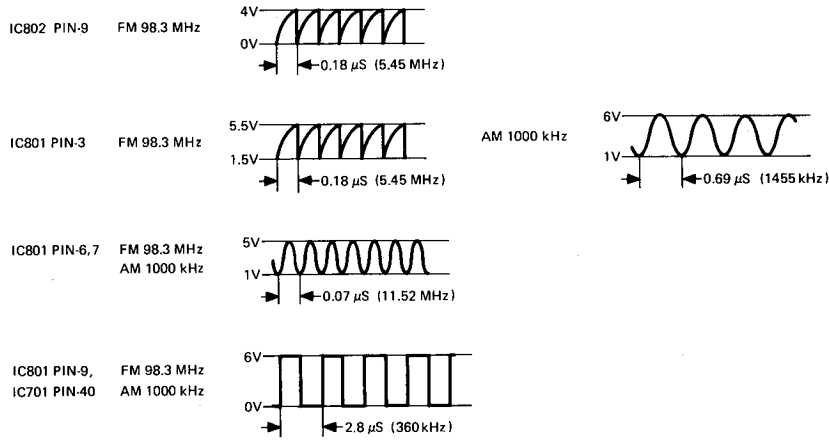 IC802 PIN-9 FM 98.3 MHz
4V
0V
0.18 μS (5.45 MHz)
IC801 PIN-3 FM 98.3 MHz
5.5V
1.5V
0.18 μS (5.45 MHz)
AM 1000 kHz
6V
1V
0.69 μS (1455 kHz)
IC801 PIN-6,7 FM 98.3 MHz
AM 1000 kHz
5V
1V
0.07 μS (11.52 MHz)
IC801 PIN-9, FM 98.3 MHz
IC701 PIN-40 AM 1000 kHz
6V
0V
2.8 μS (360 kHz)